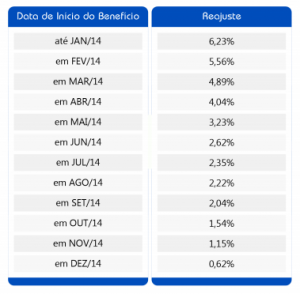 Data de Início do Benefício Reajuste
até JAN/14 6,23%
em FEV/14 5,56%
em MAR/14 4,89%
em ABR/14 4,04%
em MAI/14 3,23%
em JUN/14 2,62%
em JUL/14 2,35%
em AGO/14 2,22%
em SET/14 2,04%
em OUT/14 1,54%
em NOV/14 1,15%
em DEZ/14 0,62%